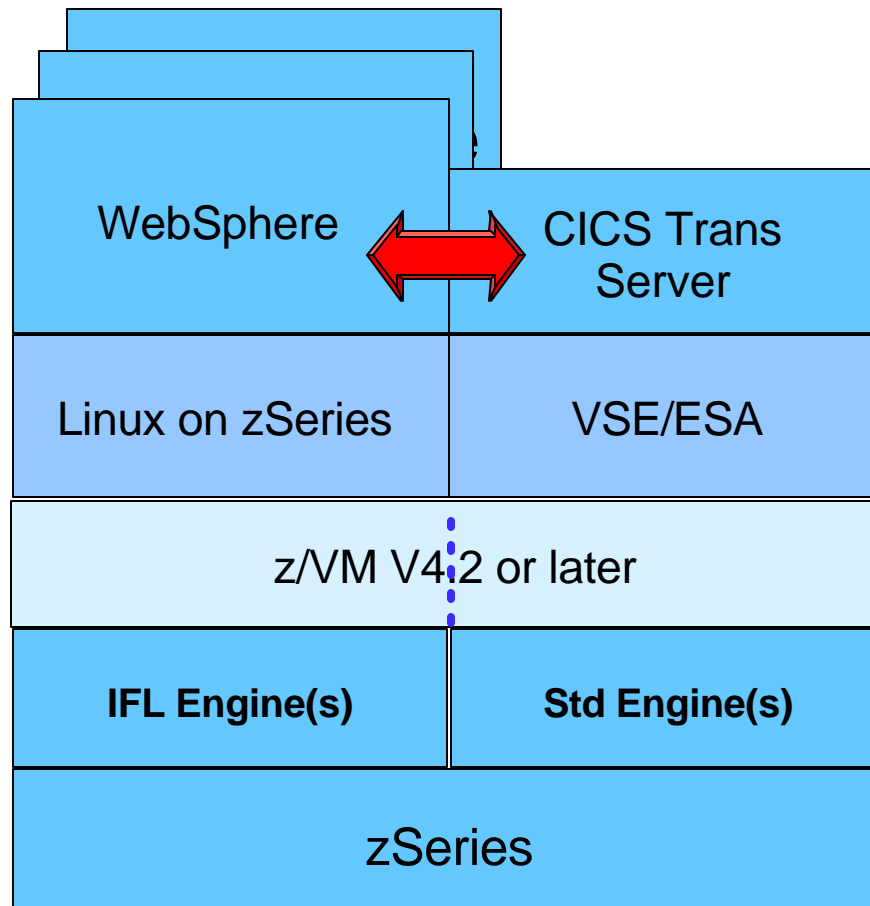 WebSphere
CICS Trans
Server
Linux on zSeries
VSE/ESA
z/VM V4.2 or later
IFL Engine(s)
Std Engine(s)
zSeries